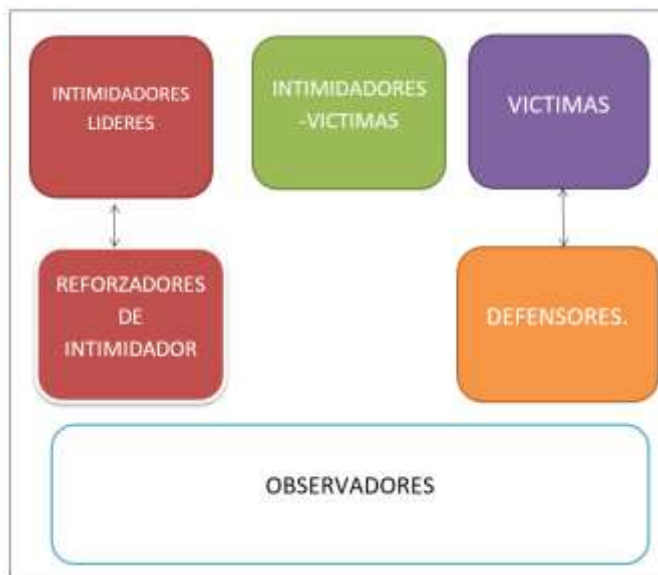 INTIMIDADORES
LIDERES
INTIMIDADORES
-VICTIMAS
VICTIMAS
REFORZADORES
DE
INTIMIDADOR
DEFENSORES.
OBSERVADORES